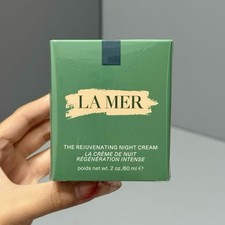 LA MER
THE REJUVENATING NIGHT CREAM
LA CRÈME DE NUIT
RÉGÉNÉRATION INTENSE
poids net wt. 2 oz./60 ml ℮